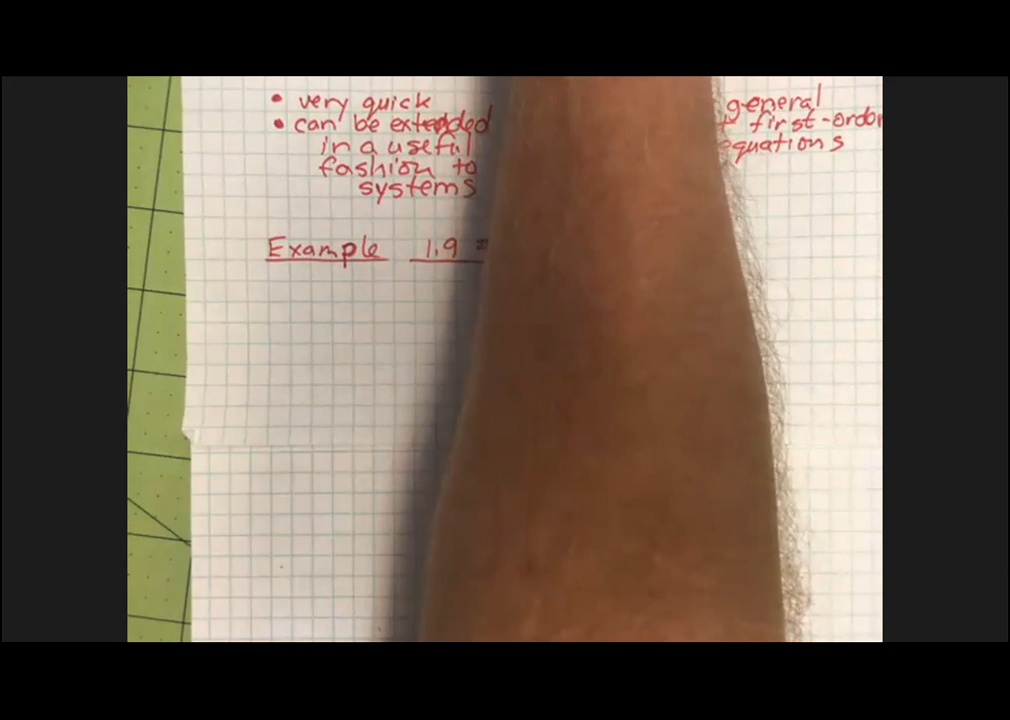 • very quick
• can be extended
in a useful
fashion to
systems
general
first-order
equations
Example 1.9